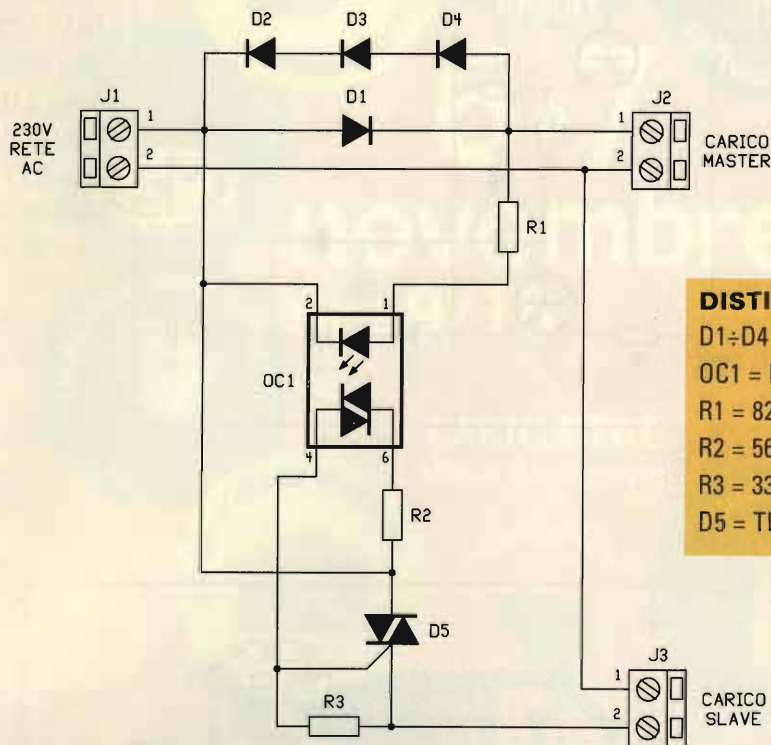 D2
D3
D4
J1
D1
J2
230V
RETE
AC
1
2
1
2
CARICO
MASTER
R1
2
1
OC1
4
6
R2
D5
R3
J3
1
2
CARICO
SLAVE
DISTI
D1÷D4
OC1 =
R1 = 82
R2 = 56
R3 = 33
D5 = TI
novembre